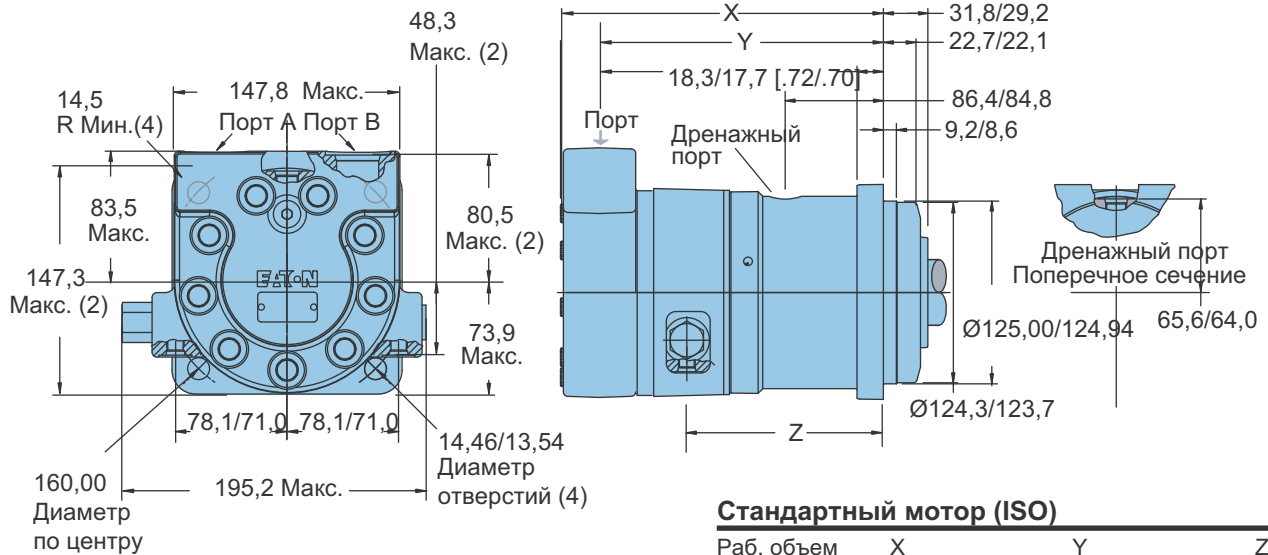 48,3
Макс. (2)
147,8 Макс.
14,5
R Мин.(4)
Порт A Порт B
83,5
Макс.
80,5
Макс. (2)
147,3
Макс. (2)
EATON
73,9
Макс.
78,1/71,0 78,1/71,0
14,46/13,54
Диаметр
отверстий (4)
160,00
Диаметр
по центру
195,2 Макс.
X
31,8/29,2
Y
22,7/22,1
18,3/17,7 [.72/.70]
86,4/84,8
9,2/8,6
Порт
Дренажный
порт
Z
Ø125,00/124,94
Ø124,3/123,7
Дренажный порт
Поперечное сечение
65,6/64,0
Стандартный мотор (ISO)
Раб. объем X Y Z